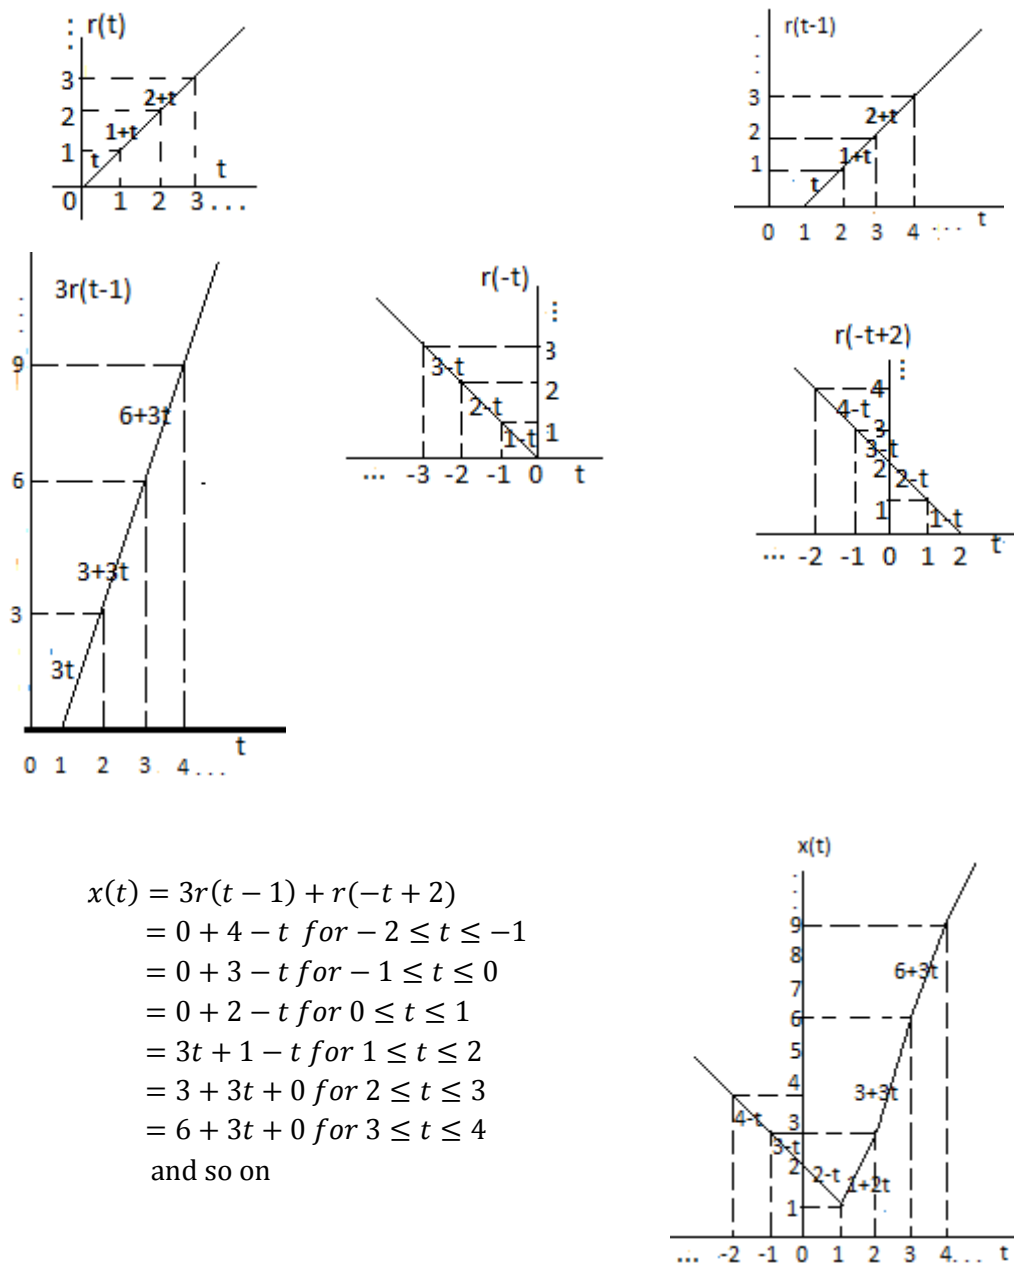 r(t)
3
2
1
2+t
1+t
t
t
0 1 2 3 . . .
r(t-1)
3
2
1
2+t
1+t
t
t
0 1 2 3 4 . . .
3r(t-1)
9
6
3
6+3t
3+3t
3t
t
0 1 2 3 4 . . .
r(-t)
3
2
1
3-t
2-t
1-t
... -3 -2 -1 0 t
r(-t+2)
4
3
2
1
4-t
3-t
2-t
1-t
... -2 -1 0 1 2 t
x(t) = 3r(t − 1) + r(−t + 2)
= 0 + 4 − t for − 2 ≤ t ≤ −1
= 0 + 3 − t for − 1 ≤ t ≤ 0
= 0 + 2 − t for 0 ≤ t ≤ 1
= 3t + 1 − t for 1 ≤ t ≤ 2
= 3 + 3t + 0 for 2 ≤ t ≤ 3
= 6 + 3t + 0 for 3 ≤ t ≤ 4
and so on
x(t)
9
8
7
6
5
4
3
2
1
6+3t
3+3t
4-t
3-t
2-t
1+2t
... -2 -1 0 1 2 3 4. . . t